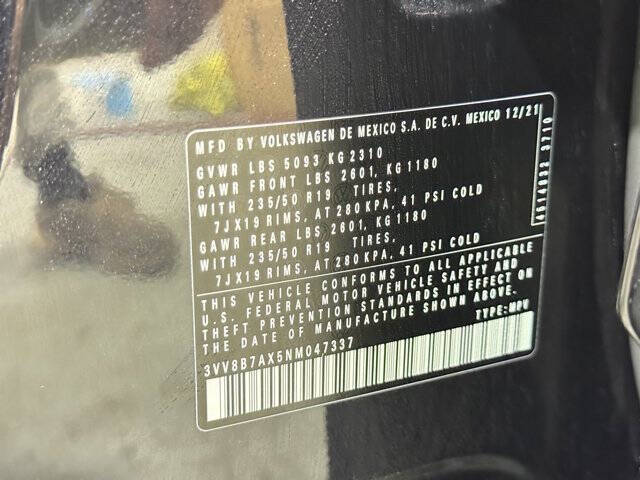 MFD BY VOLKSWAGEN DE MEXICO S.A. DE C.V. MEXICO 12/21
GVWR LBS 5093 KG 2310
GAWR FRONT LBS 2601, KG 1180
WITH 235/50 R19 TIRES,
7JX19 RIMS, AT 280 KPA, 41 PSI COLD
GAWR REAR LBS 2601, KG 1180
WITH 235/50 R19 TIRES,
7JX19 RIMS, AT 280 KPA, 41 PSI COLD
THIS VEHICLE CONFORMS TO ALL APPLICABLE
U.S. FEDERAL MOTOR VEHICLE SAFETY AND
THEFT PREVENTION STANDARDS IN EFFECT ON
THE DATE OF MANUFACTURE SHOWN ABOVE.
TYPE: MPV
3VV8B7AX5NM047337